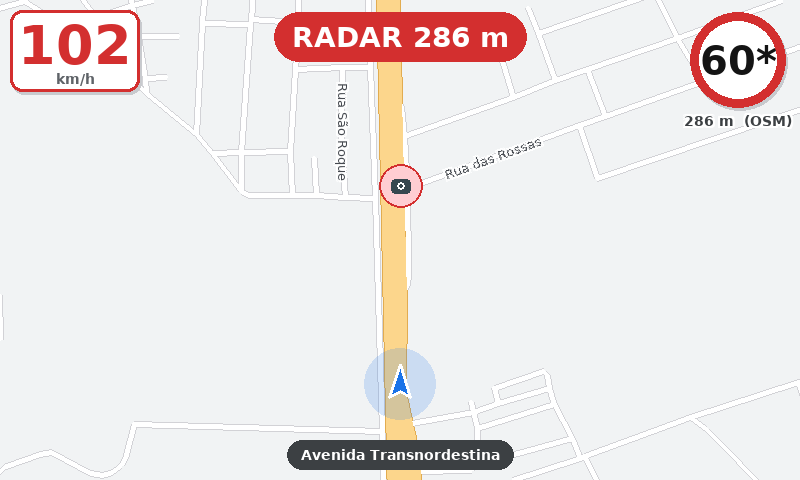 102
km/h
RADAR 286 m
60*
286 m (OSM)
Rua São Roque
Rua das Rossas
Avenida Transnordestina